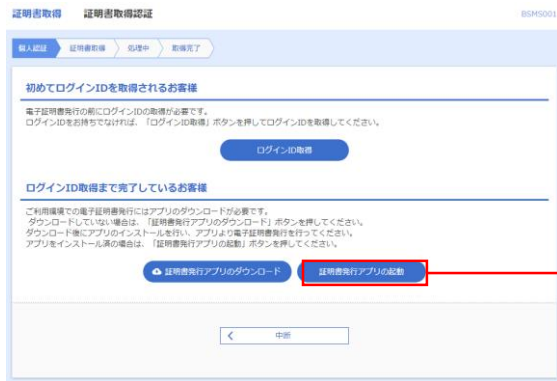 証明書取得 証明書取得認証 BSMS001
個人認証 証明書取得 処理中 取得完了
初めてログインIDを取得されるお客様
電子証明書発行の前にログインIDの取得が必要です。
ログインIDをお持ちでなければ、「ログインID取得」ボタンを押してログインIDを取得してください。
ログインID取得
ログインID取得まで完了しているお客様
ご利用環境での電子証明書発行にはアプリのダウンロードが必要です。
ダウンロードしていない場合は、「証明書発行アプリのダウンロード」ボタンを押してください。
ダウンロード後にアプリのインストールを行い、アプリより電子証明書発行を行ってください。
アプリをインストール済の場合は、「証明書発行アプリの起動」ボタンを押してください。
証明書発行アプリのダウンロード 証明書発行アプリの起動
中断